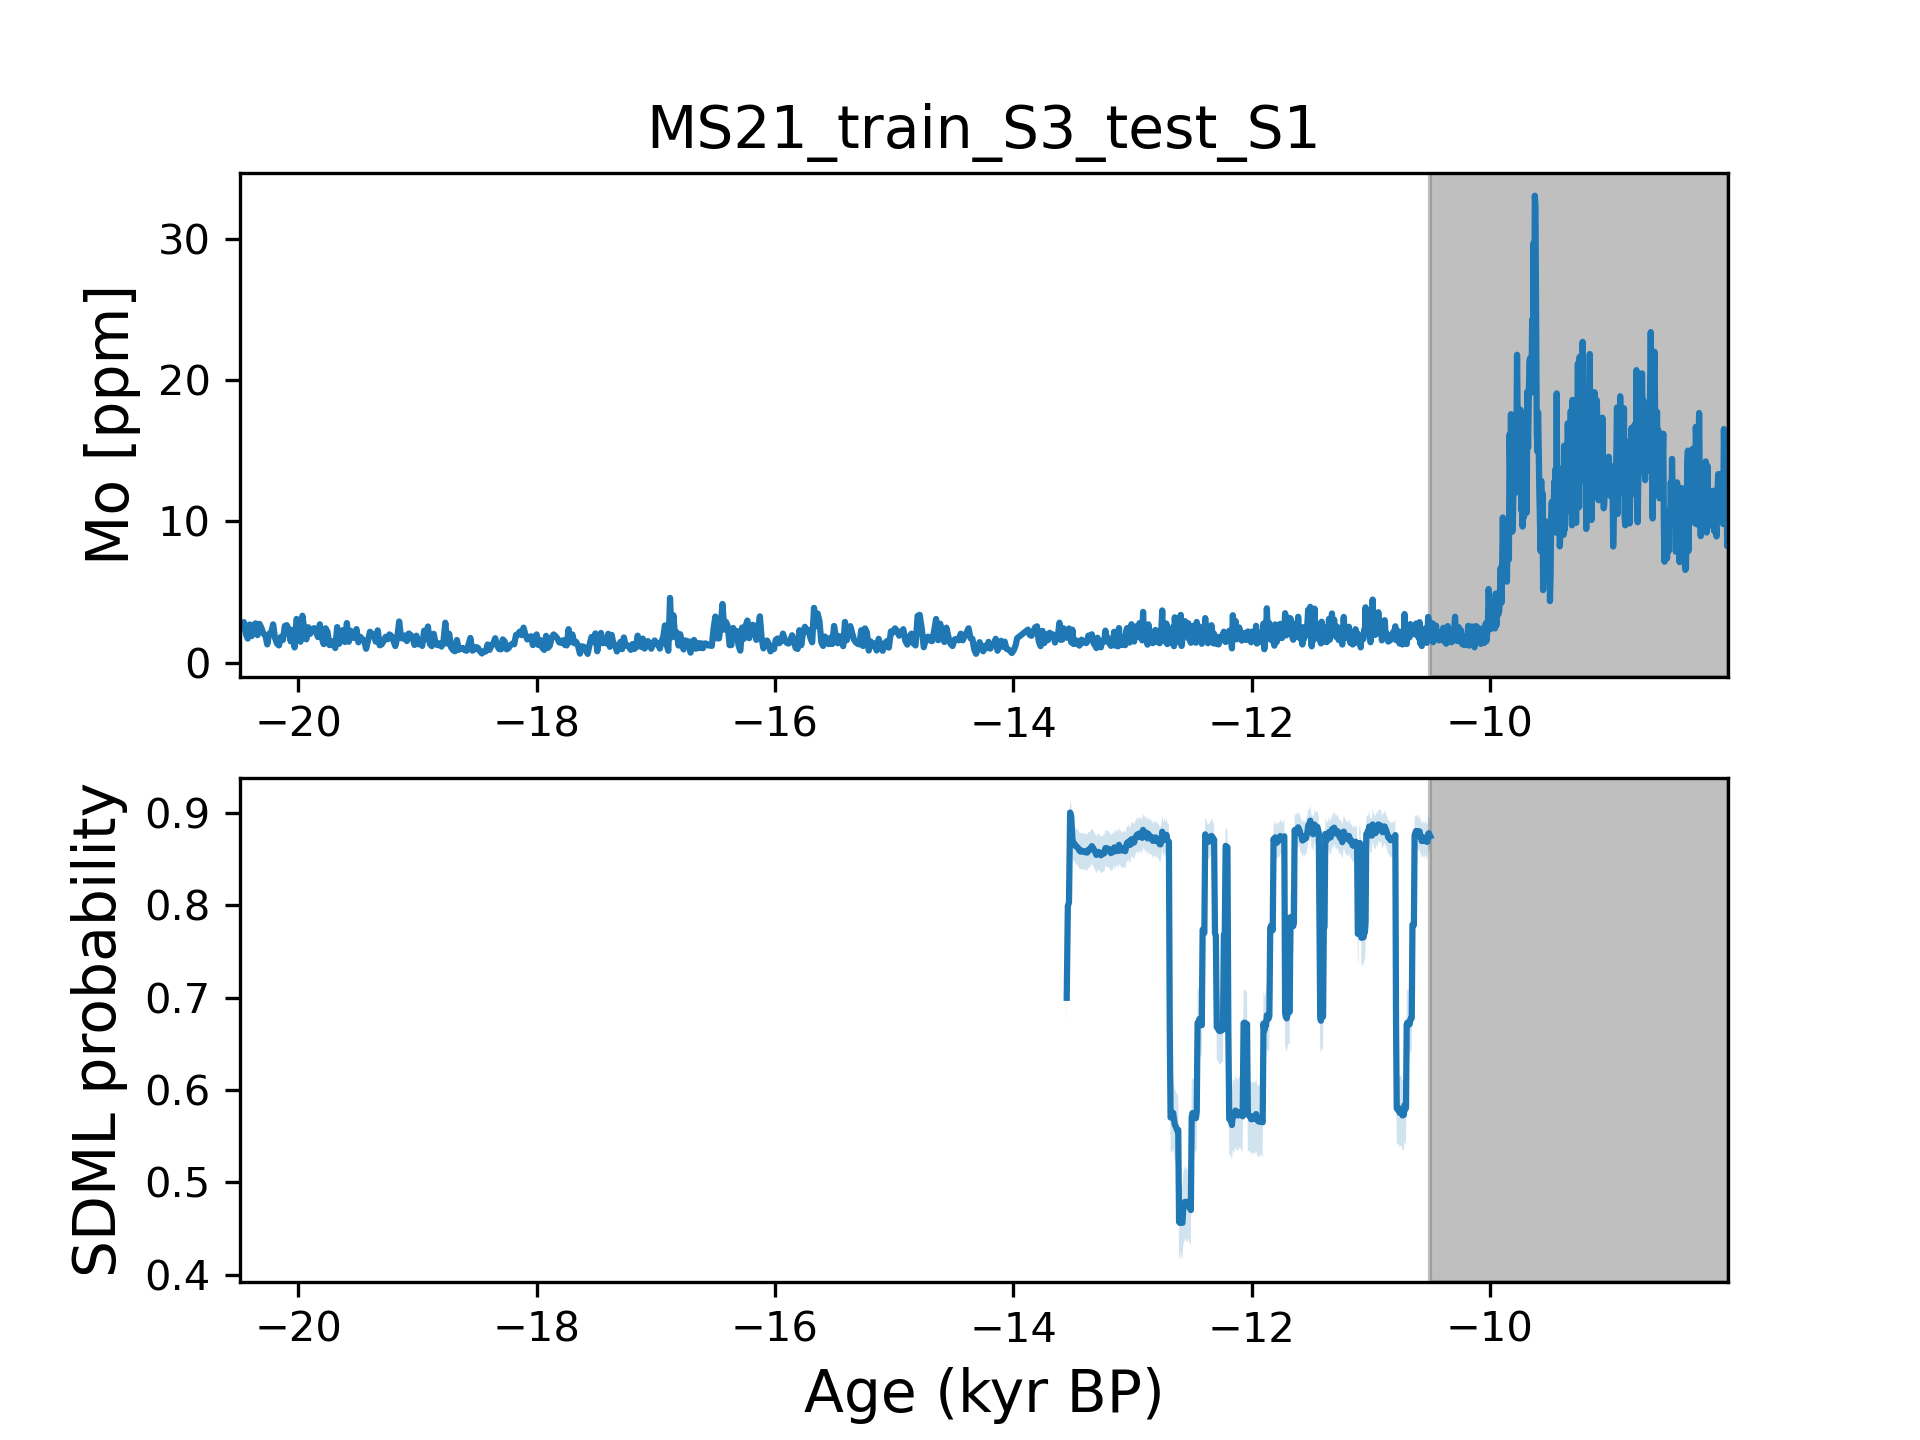 MS21_train_S3_test_S1
Mo [ppm]
30
20
10
0
−20 −18 −16 −14 −12 −10
SDML probability
0.9
0.8
0.7
0.6
0.5
0.4
−20 −18 −16 −14 −12 −10
Age (kyr BP)